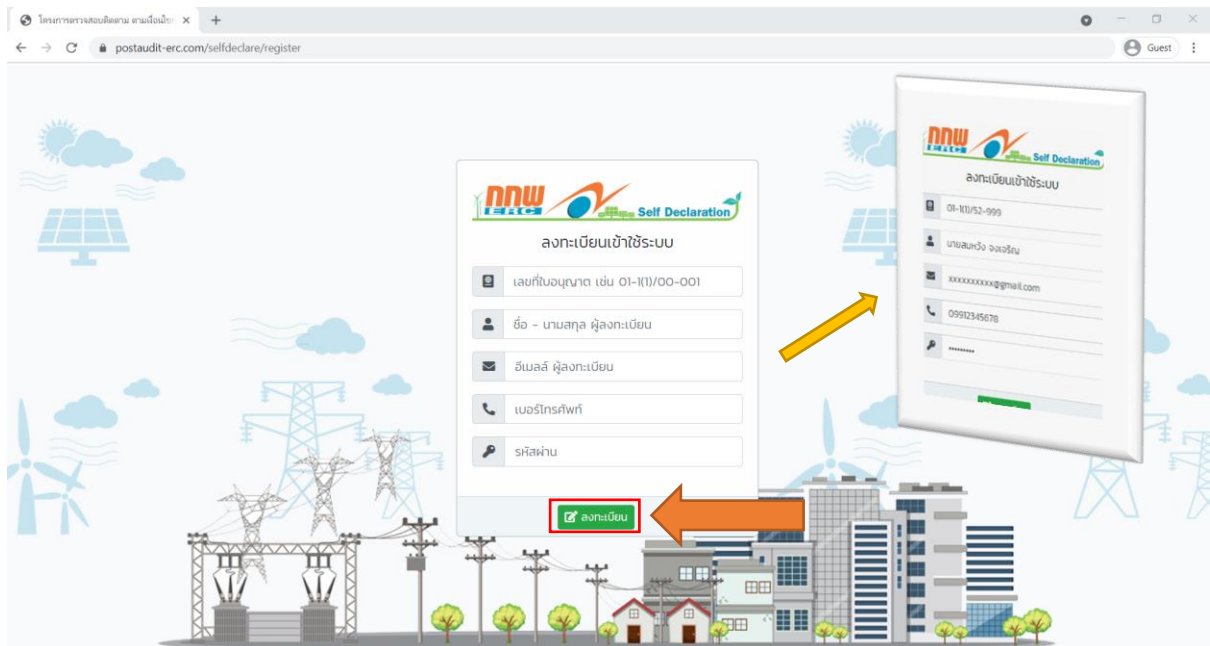 โครงการตรวจสอบติดตาม ตามเงื่อนไข
postaudit-erc.com/selfdeclare/register
Guest
กกพ
ERC
Self Declaration
ลงทะเบียนเข้าใช้ระบบ
เลขที่ใบอนุญาต เช่น 01-1(1)/00-001
ชื่อ - นามสกุล ผู้ลงทะเบียน
อีเมลล์ ผู้ลงทะเบียน
เบอร์โทรศัพท์
รหัสผ่าน
ลงทะเบียน
กกพ
ERC
Self Declaration
ลงทะเบียนเข้าใช้ระบบ
01-1(1)/52-999
นายสมหวัง จงเจริญ
xxxxxxxxxx@gmail.com
09912345678
•••••••••